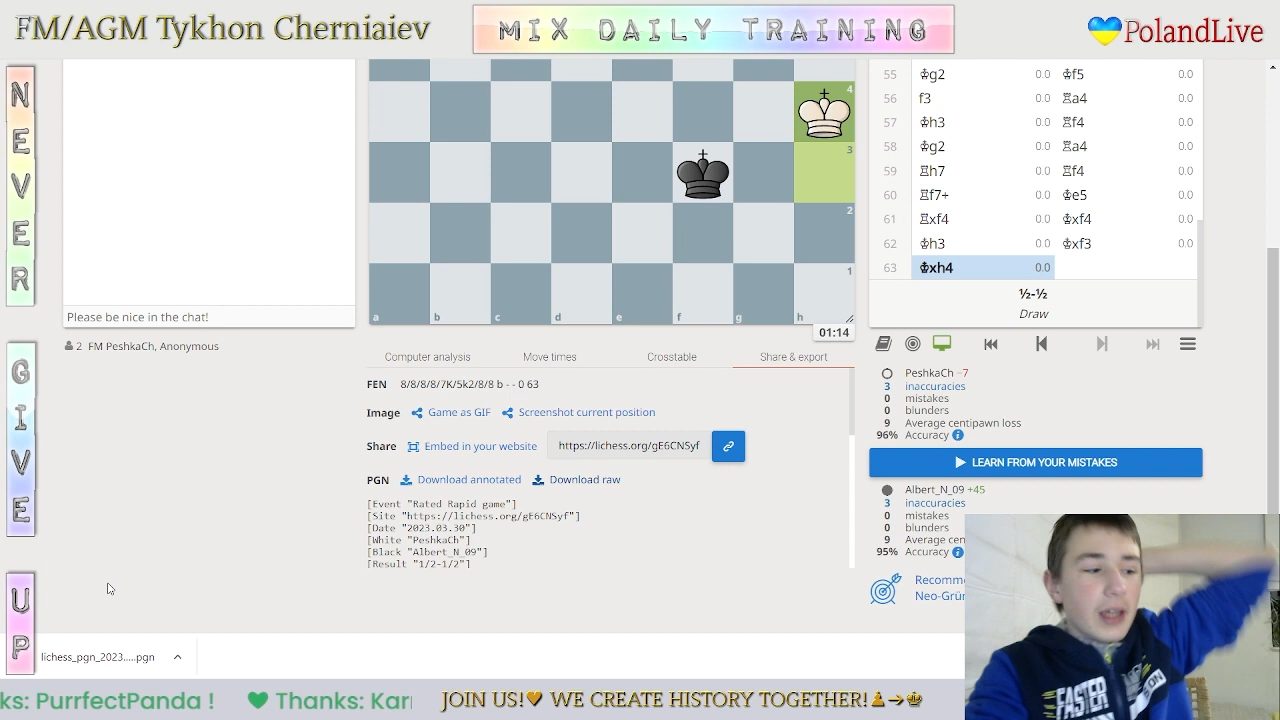 FM/AGM Tykhon Cherniaiev
MIX DAILY TRAINING
PolandLive
NEVER
GIVE
UP
Please be nice in the chat!
2 FM PeshkaCh, Anonymous
4
3
2
1
a b c d e f g h
01:14
Computer analysis Move times Crosstable Share & export
FEN 8/8/8/8/7K/5k2/8/8 b - - 0 63
Image Game as GIF Screenshot current position
Share Embed in your website https://lichess.org/gE6CNSyf
PGN Download annotated Download raw
[Event "Rated Rapid game"]
[Site "https://lichess.org/gE6CNSyf"]
[Date "2023.03.30"]
[White "PeshkaCh"]
[Black "Albert_N_09"]
[Result "1/2-1/2"]
55 ♔g2 0.0 ♔f5 0.0
56 f3 0.0 ♖a4 0.0
57 ♔h3 0.0 ♖f4 0.0
58 ♔g2 0.0 ♖a4 0.0
59 ♖h7 0.0 ♖f4 0.0
60 ♖f7+ 0.0 ♔e5 0.0
61 ♖xf4 0.0 ♔xf4 0.0
62 ♔h3 0.0 ♔xf3 0.0
63 ♔xh4 0.0
½-½
Draw
PeshkaCh −7
3 inaccuracies
0 mistakes
0 blunders
9 Average centipawn loss
96% Accuracy
LEARN FROM YOUR MISTAKES
Albert_N_09 +45
3 inaccuracies
0 mistakes
0 blunders
9 Average cen
95% Accuracy
Recomme
Neo-Grün
lichess_pgn_2023.....pgn
FASTER
ks: PurrfectPanda ! Thanks: Kar
JOIN US!🧡 WE CREATE HISTORY TOGETHER!♟→♚